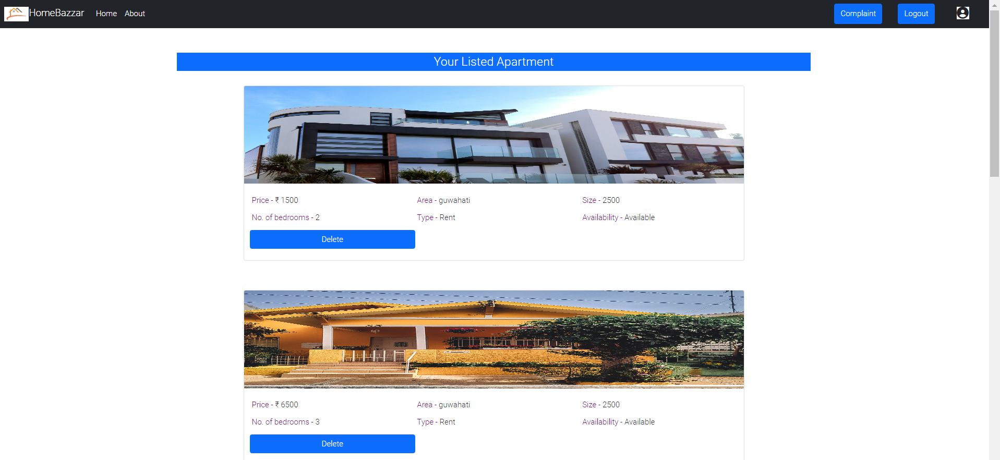 HomeBazzar Home About Complaint Logout
Your Listed Apartment
Price - ₹ 1500 Area - guwahati Size - 2500
No. of bedrooms - 2 Type - Rent Availability - Available
Delete
Price - ₹ 6500 Area - guwahati Size - 2500
No. of bedrooms - 3 Type - Rent Availability - Available
Delete